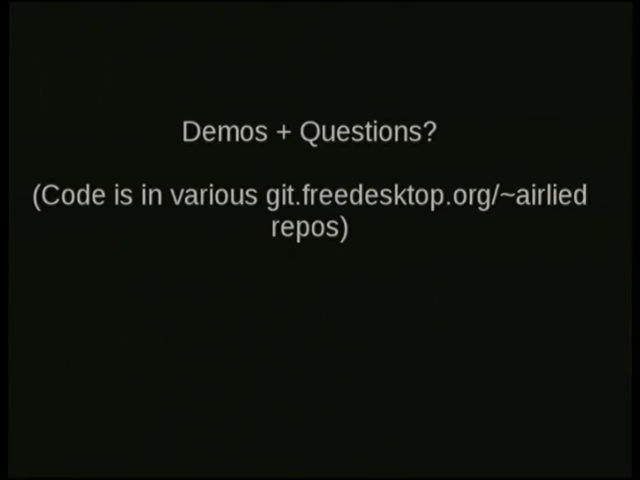 Demos + Questions?
(Code is in various git.freedesktop.org/~airlied
repos)